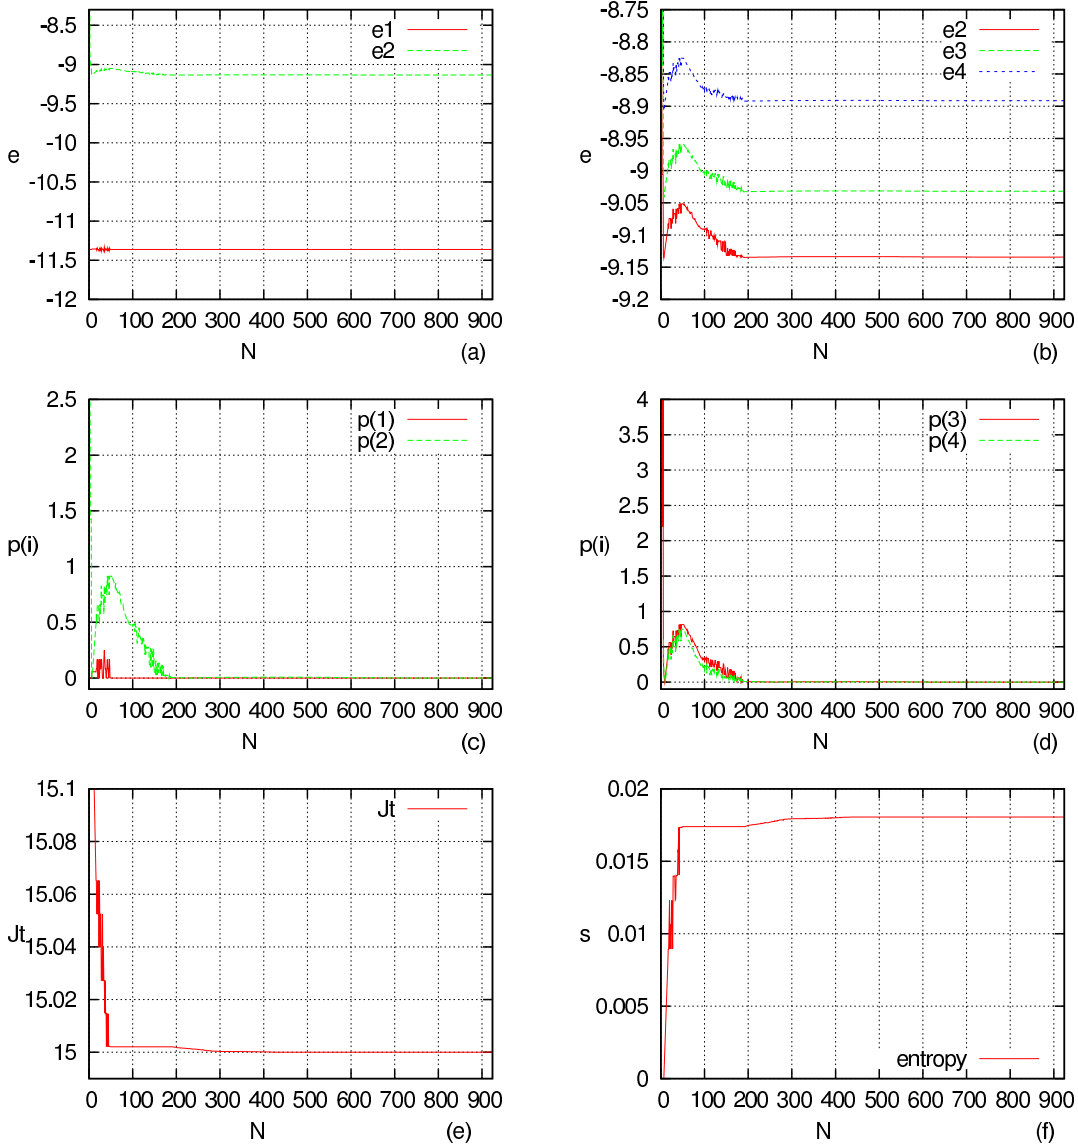 -8.5
-9
-9.5
-10
-10.5
-11
-11.5
-12
e
e1
e2
0 100 200 300 400 500 600 700 800 900
N
(a)
-8.75
-8.8
-8.85
-8.9
-8.95
-9
-9.05
-9.1
-9.15
-9.2
e
e2
e3
e4
0 100 200 300 400 500 600 700 800 900
N
(b)
2.5
2
1.5
1
0.5
0
p(i)
p(1)
p(2)
0 100 200 300 400 500 600 700 800 900
N
(c)
4
3.5
3
2.5
2
1.5
1
0.5
0
p(i)
p(3)
p(4)
0 100 200 300 400 500 600 700 800 900
N
(d)
15.1
15.08
15.06
15.04
15.02
15
Jt
Jt
0 100 200 300 400 500 600 700 800 900
N
(e)
0.02
0.015
0.01
0.005
0
s
entropy
0 100 200 300 400 500 600 700 800 900
N
(f)